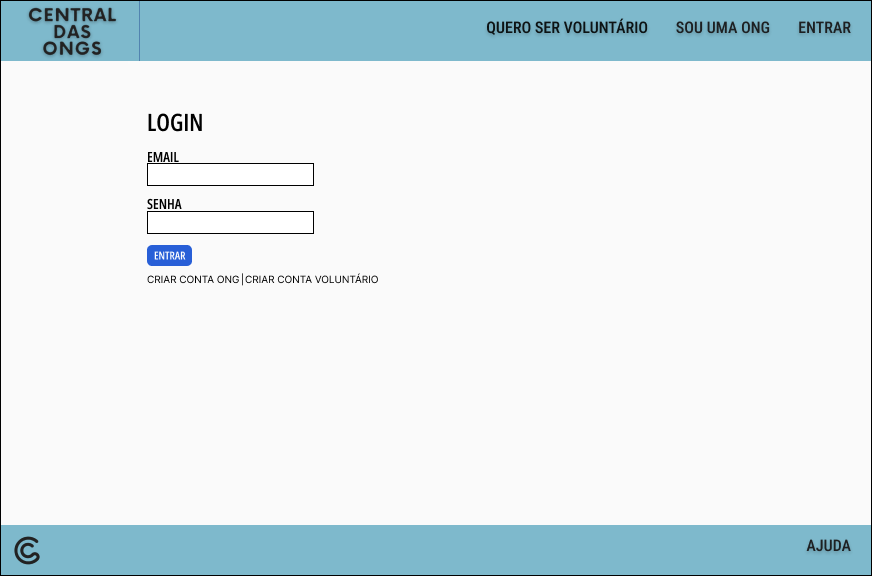 CENTRAL
DAS
ONGS
QUERO SER VOLUNTÁRIO
SOU UMA ONG
ENTRAR
LOGIN
EMAIL
SENHA
ENTRAR
CRIAR CONTA ONG|CRIAR CONTA VOLUNTÁRIO
AJUDA